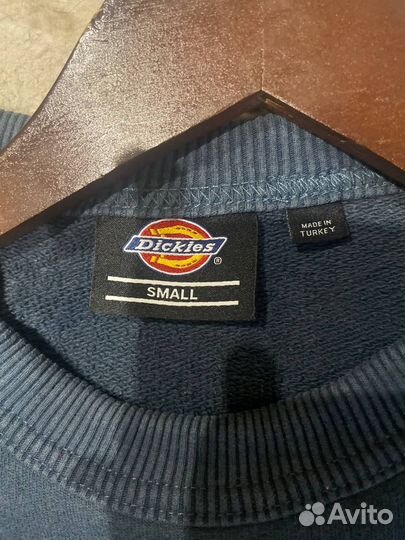 Dickies
®
SMALL
MADE IN
TURKEY
Avito